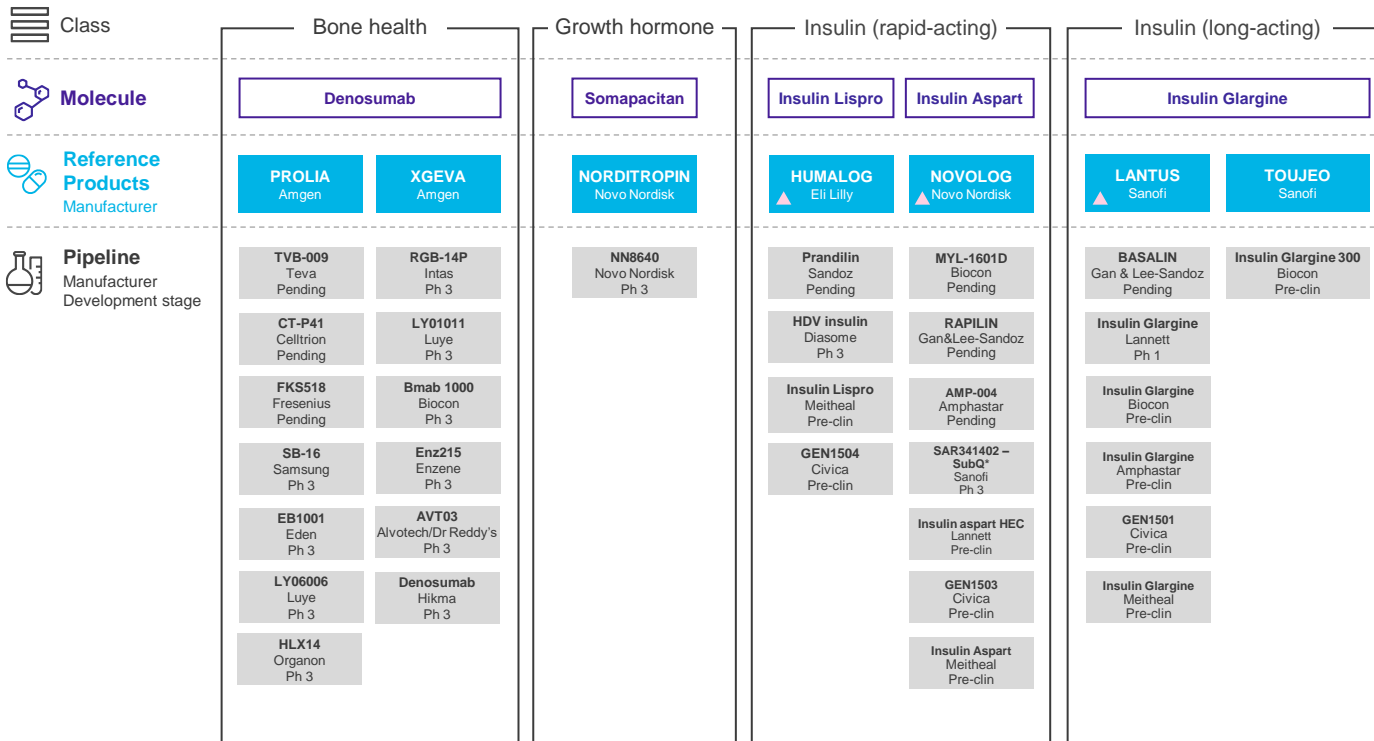 Class
Bone health
Growth hormone
Insulin (rapid-acting)
Insulin (long-acting)
Molecule
Denosumab
Somapacitan
Insulin Lispro
Insulin Aspart
Insulin Glargine
Reference
Products
Manufacturer
PROLIA
Amgen
XGEVA
Amgen
NORDITROPIN
Novo Nordisk
HUMALOG
Eli Lilly
NOVOLOG
Novo Nordisk
LANTUS
Sanofi
TOUJEO
Sanofi
Pipeline
Manufacturer
Development stage
TVB-009
Teva
Pending
CT-P41
Celltrion
Pending
FKS518
Fresenius
Pending
SB-16
Samsung
Ph 3
EB1001
Eden
Ph 3
LY06006
Luye
Ph 3
HLX14
Organon
Ph 3
RGB-14P
Intas
Ph 3
LY01011
Luye
Ph 3
Bmab 1000
Biocon
Ph 3
Enz215
Enzene
Ph 3
AVT03
Alvotech/Dr Reddy's
Ph 3
Denosumab
Hikma
Ph 3
NN8640
Novo Nordisk
Ph 3
Prandilin
Sandoz
Pending
HDV insulin
Diasome
Ph 3
Insulin Lispro
Meitheal
Pre-clin
GEN1504
Civica
Pre-clin
MYL-1601D
Biocon
Pending
RAPILIN
Gan&Lee-Sandoz
Pending
AMP-004
Amphastar
Pending
SAR341402 –
SubQ*
Sanofi
Ph 3
Insulin aspart HEC
Lannett
Pre-clin
GEN1503
Civica
Pre-clin
Insulin Aspart
Meitheal
Pre-clin
BASALIN
Gan & Lee-Sandoz
Pending
Insulin Glargine
Lannett
Ph 1
Insulin Glargine
Biocon
Pre-clin
Insulin Glargine
Amphastar
Pre-clin
GEN1501
Civica
Pre-clin
Insulin Glargine
Meitheal
Pre-clin
Insulin Glargine 300
Biocon
Pre-clin